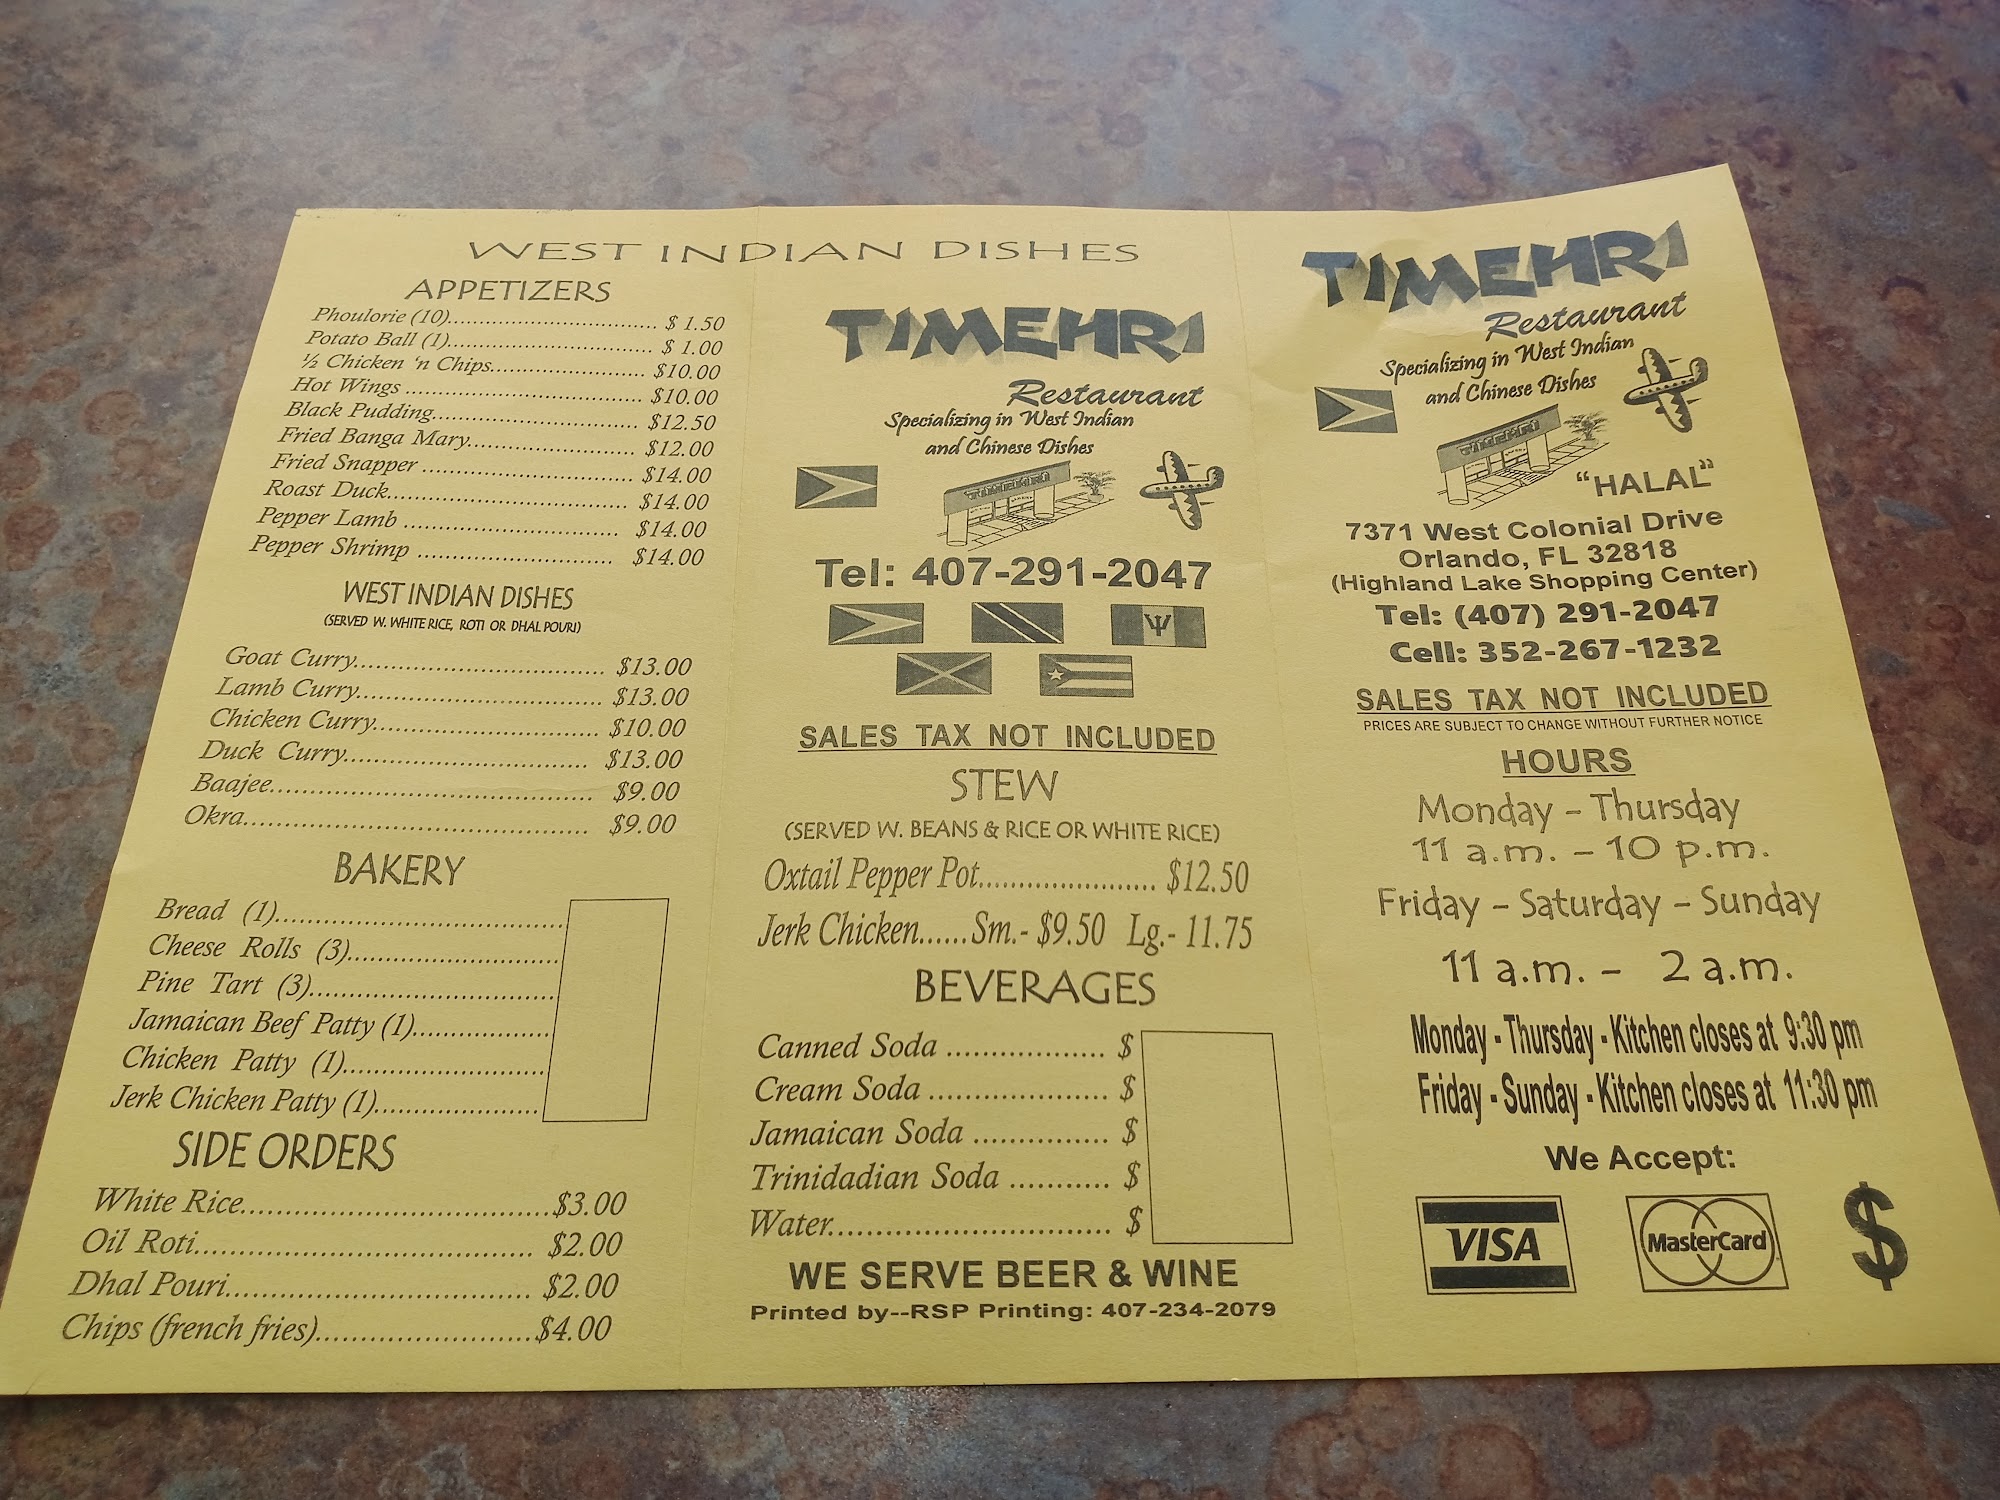 WEST INDIAN DISHES
APPETIZERS
Phoulorie (10)................................... $ 1.50
Potato Ball (1).................................. $ 1.00
½ Chicken 'n Chips......................... $10.00
Hot Wings ....................................... $10.00
Black Pudding.................................. $12.50
Fried Banga Mary............................ $12.00
Fried Snapper ................................... $14.00
Roast Duck........................................ $14.00
Pepper Lamb .................................... $14.00
Pepper Shrimp ................................. $14.00
WEST INDIAN DISHES
(SERVED W. WHITE RICE, ROTI OR DHAL POURI)
Goat Curry.................................... $13.00
Lamb Curry................................... $13.00
Chicken Curry................................ $10.00
Duck Curry................................... $13.00
Baajee............................................. $9.00
Okra................................................ $9.00
BAKERY
Bread (1)....................................
Cheese Rolls (3)...........................
Pine Tart (3)...............................
Jamaican Beef Patty (1).................
Chicken Patty (1).........................
Jerk Chicken Patty (1)....................
SIDE ORDERS
White Rice.......................................$3.00
Oil Roti........................................... $2.00
Dhal Pouri...................................... $2.00
Chips (french fries)...........................$4.00
TIMEHRI
Restaurant
Specializing in West Indian
and Chinese Dishes
TIMEHRI
Tel: 407-291-2047
SALES TAX NOT INCLUDED
STEW
(SERVED W. BEANS & RICE OR WHITE RICE)
Oxtail Pepper Pot........................ $12.50
Jerk Chicken......Sm.- $9.50 Lg.- 11.75
BEVERAGES
Canned Soda ................... $
Cream Soda ..................... $
Jamaican Soda ................ $
Trinidadian Soda ............ $
Water................................. $
WE SERVE BEER & WINE
Printed by--RSP Printing: 407-234-2079
TIMEHRI
Restaurant
Specializing in West Indian
and Chinese Dishes
TIMEHRI
"HALAL"
7371 West Colonial Drive
Orlando, FL 32818
(Highland Lake Shopping Center)
Tel: (407) 291-2047
Cell: 352-267-1232
SALES TAX NOT INCLUDED
PRICES ARE SUBJECT TO CHANGE WITHOUT FURTHER NOTICE
HOURS
Monday - Thursday
11 a.m. - 10 p.m.
Friday - Saturday - Sunday
11 a.m. - 2 a.m.
Monday - Thursday - Kitchen closes at 9:30 pm
Friday - Sunday - Kitchen closes at 11:30 pm
We Accept:
VISA MasterCard $